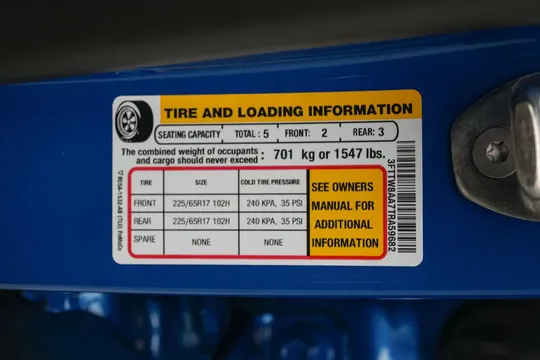 TIRE AND LOADING INFORMATION
SEATING CAPACITY TOTAL: 5 FRONT: 2 REAR: 3
The combined weight of occupants and cargo should never exceed : 701 kg or 1547 lbs.
TIRE SIZE COLD TIRE PRESSURE
FRONT 225/65R17 102H 240 KPA, 35 PSI
REAR 225/65R17 102H 240 KPA, 35 PSI
SPARE NONE NONE
SEE OWNERS
MANUAL FOR
ADDITIONAL
INFORMATION
3FTTW8JA7TRA59682